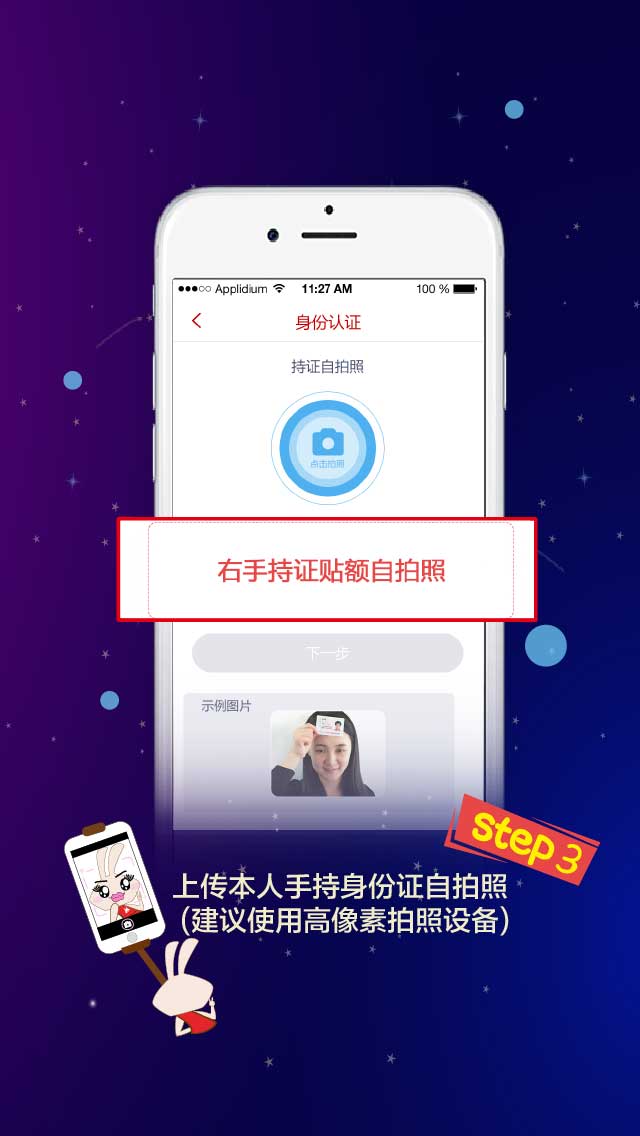 Applidium 11:27 AM 100 %
身份认证
持证自拍照
点击拍照
右手持证贴额自拍照
下一步
示例图片
step 3
上传本人手持身份证自拍照
(建议使用高像素拍照设备)